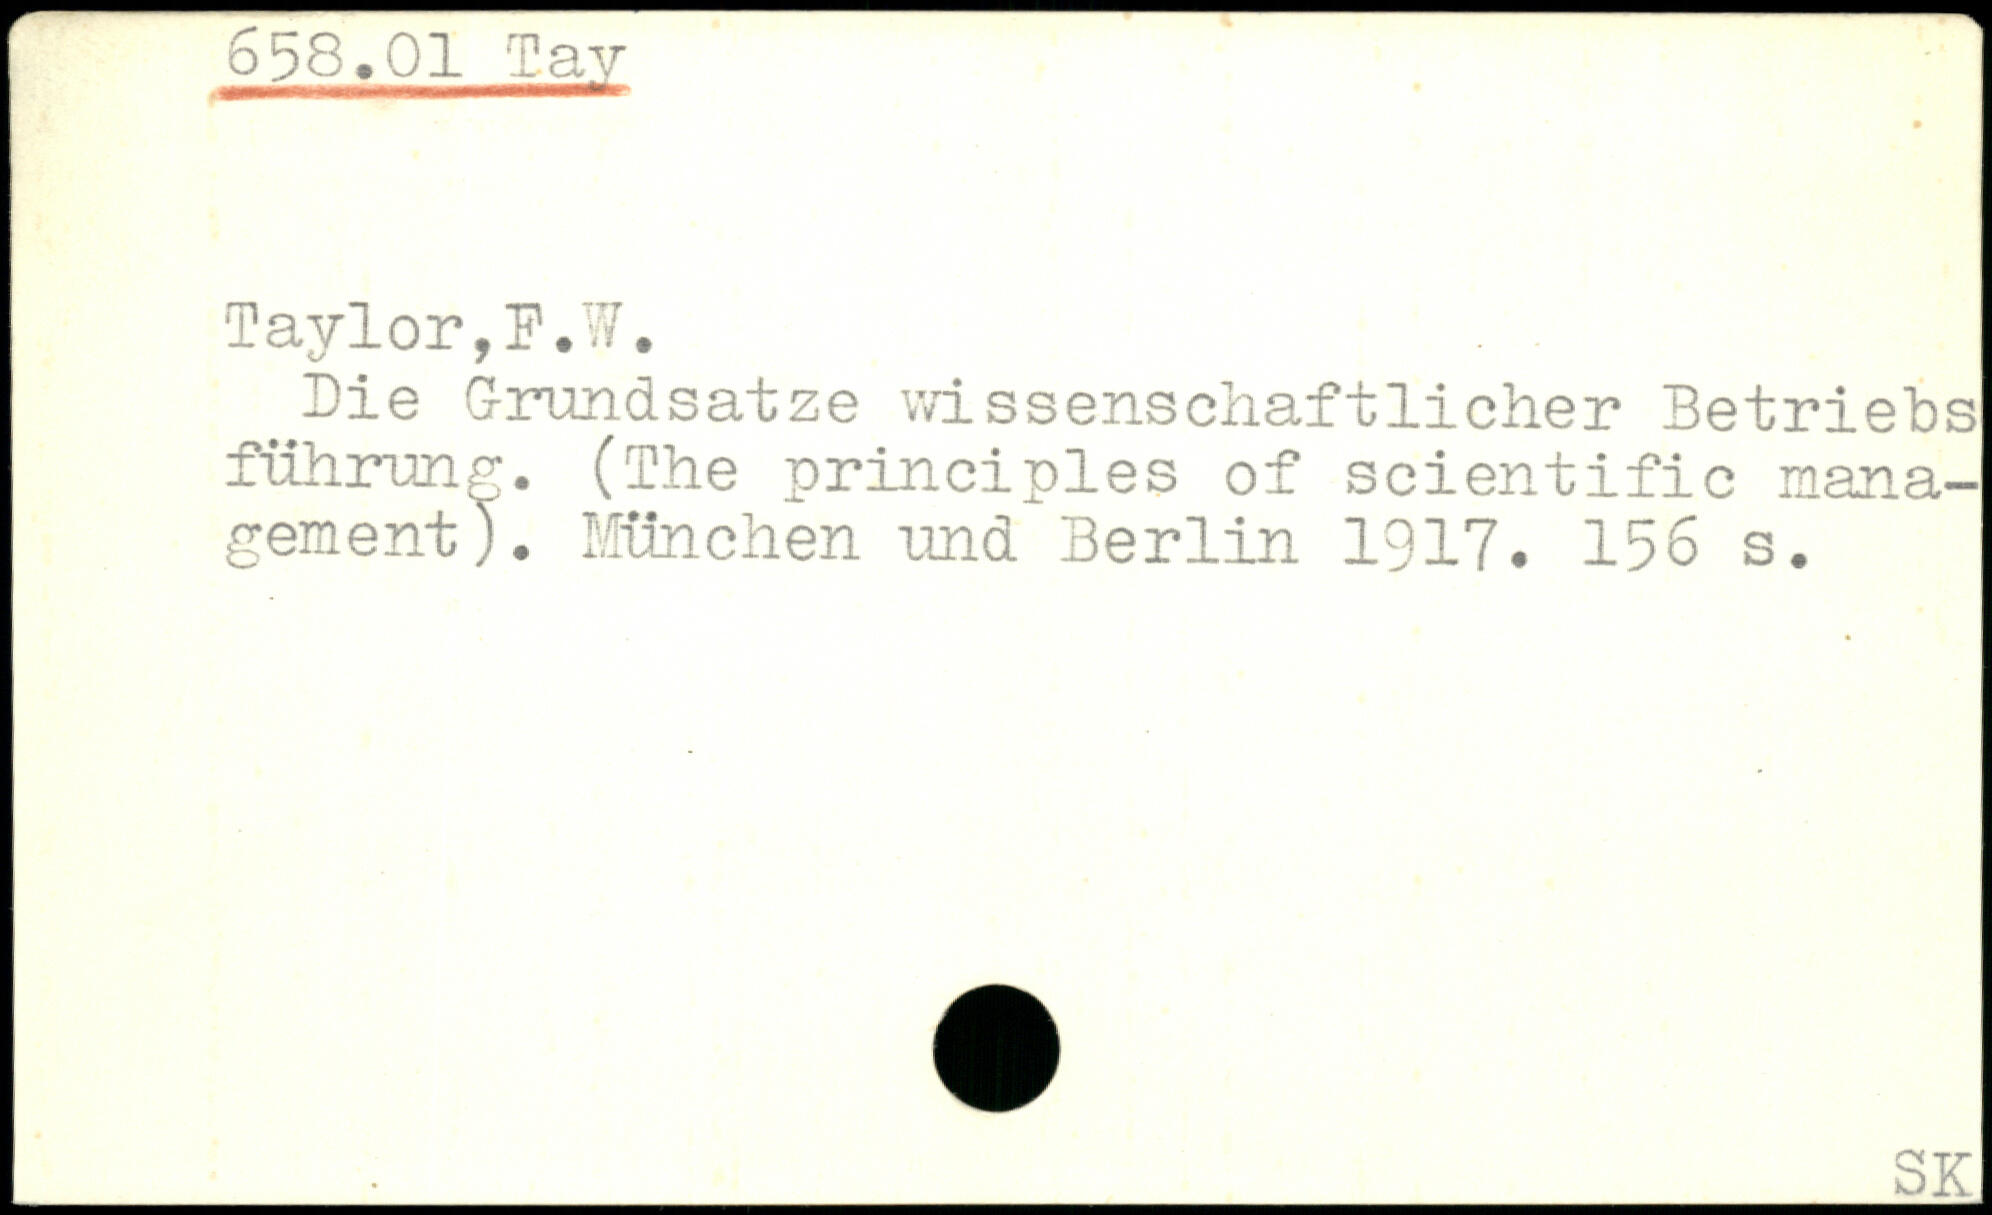 658.01 Tay
Taylor,F.W.
Die Grundsatze wissenschaftlicher Betriebs
führung. (The principles of scientific mana-
gement). München und Berlin 1917. 156 s.
SK